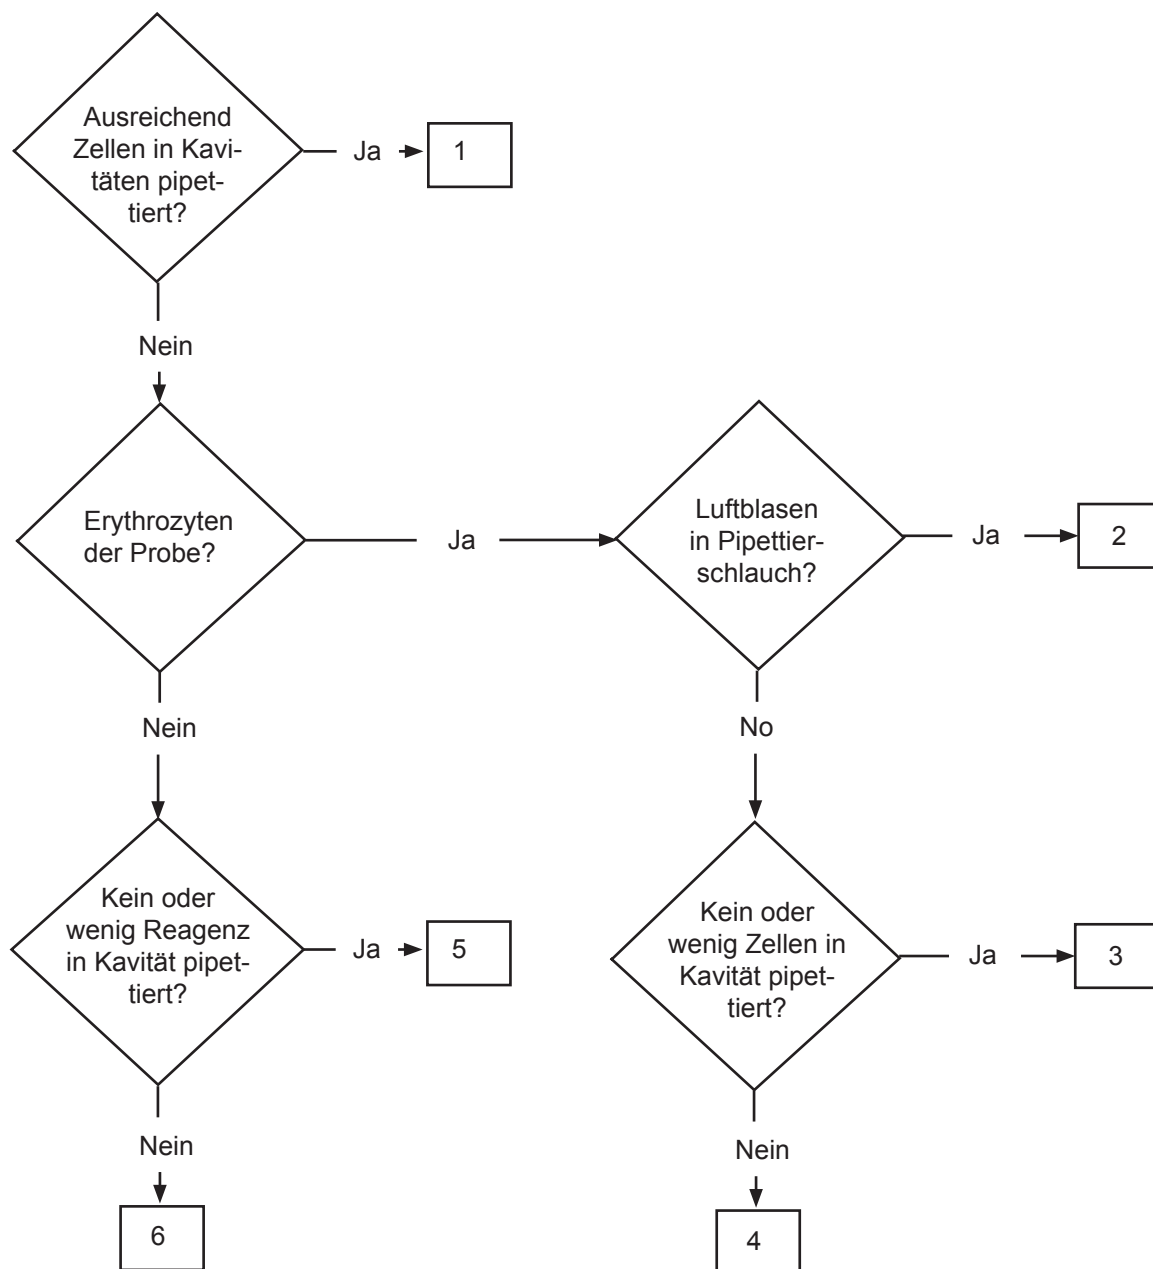 Ausreichend
Zellen in Kavi-
täten pipet-
tiert?
Ja
1
Nein
Erythrozyten
der Probe?
Ja
Luftblasen
in Pipettier-
schlauch?
Ja
2
Nein
No
Kein oder
wenig Reagenz
in Kavität pipet-
tiert?
Ja
5
Kein oder
wenig Zellen in
Kavität pipet-
tiert?
Ja
3
Nein
6
Nein
4